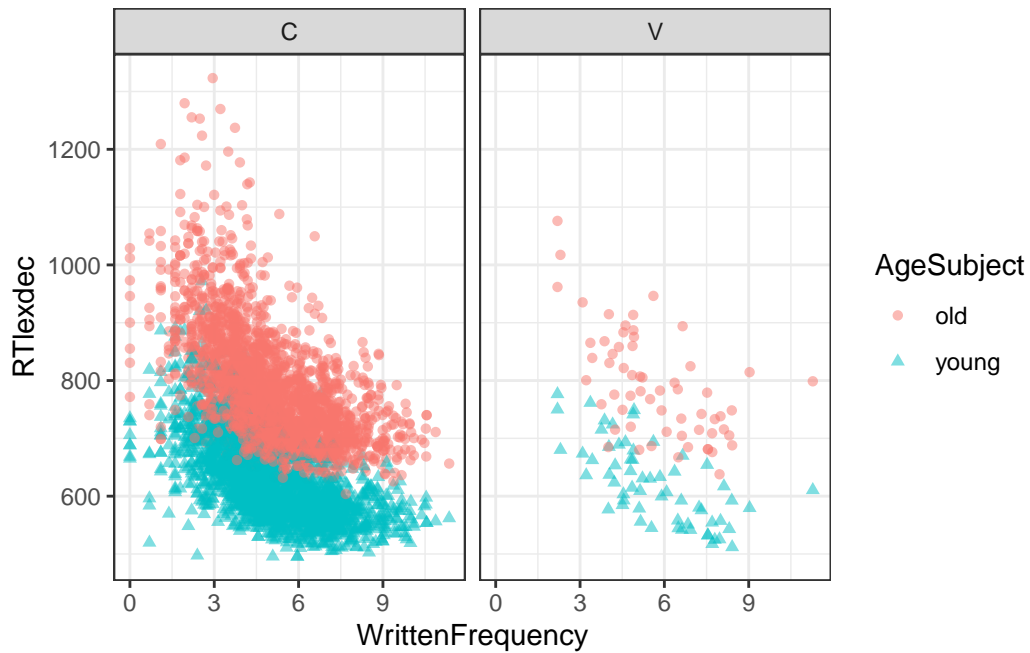 C V
1200
1000
800
600
0 3 6 9 0 3 6 9
RTlexdec
WrittenFrequency
AgeSubject
old
young